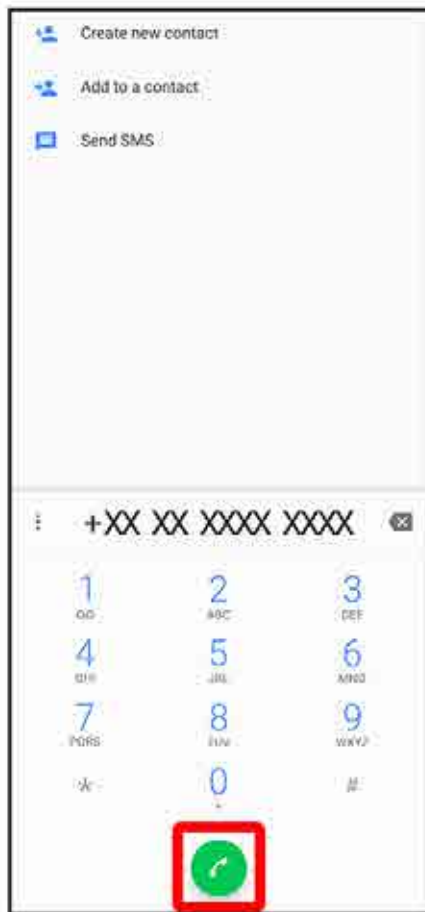 Create new contact
Add to a contact
Send SMS
+XX XX XXXX XXXX
1 2 3
ABC DEF
4 5 6
GHI JKL MNO
7 8 9
PQRS TUV WXYZ
* 0 #
+